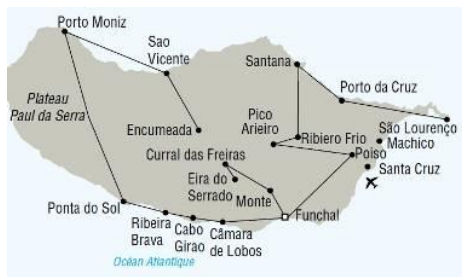 Porto Moniz
Sao
Vicente
Santana
Porto da Cruz
Plateau
Paul da Serra
Pico
Arieiro
São Lourenço
Encumeada
Ribiero Frio
Machico
Curral das Freiras
Poiso
Eira do
Serrado
Santa Cruz
Monte
Ponta do Sol
Funchal
Ribeira
Brava
Cabo
Girao
Câmara
de Lobos
Océan Atlantique